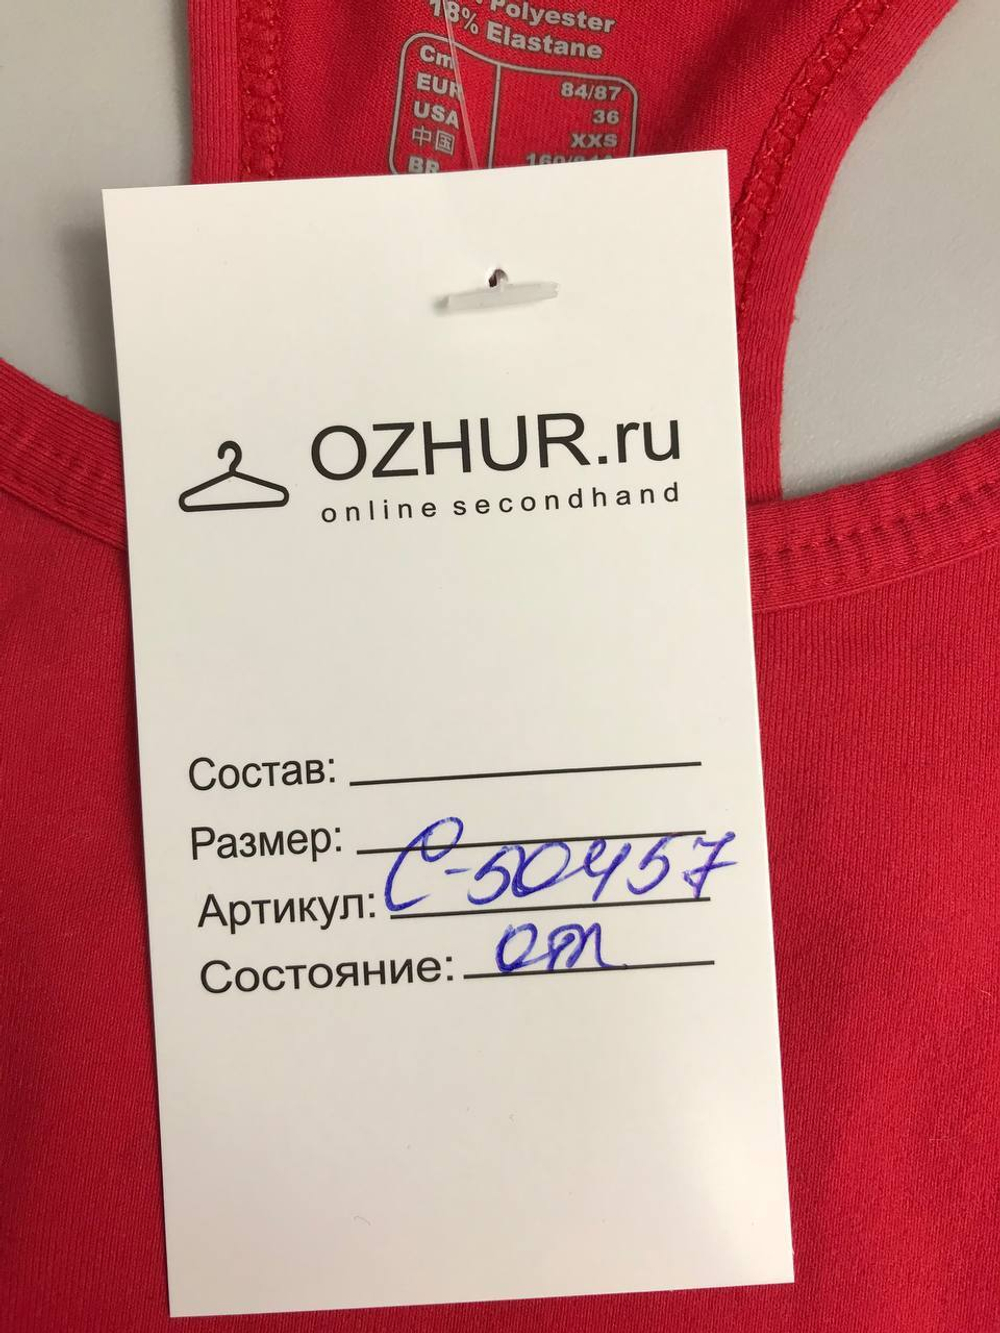 Polyester
18% Elastane
Cm 84/87
EUR 36
USA XXS
中国
BR
OZHUR.ru
online secondhand
Состав:
Размер:
Артикул: С-50457
Состояние: от